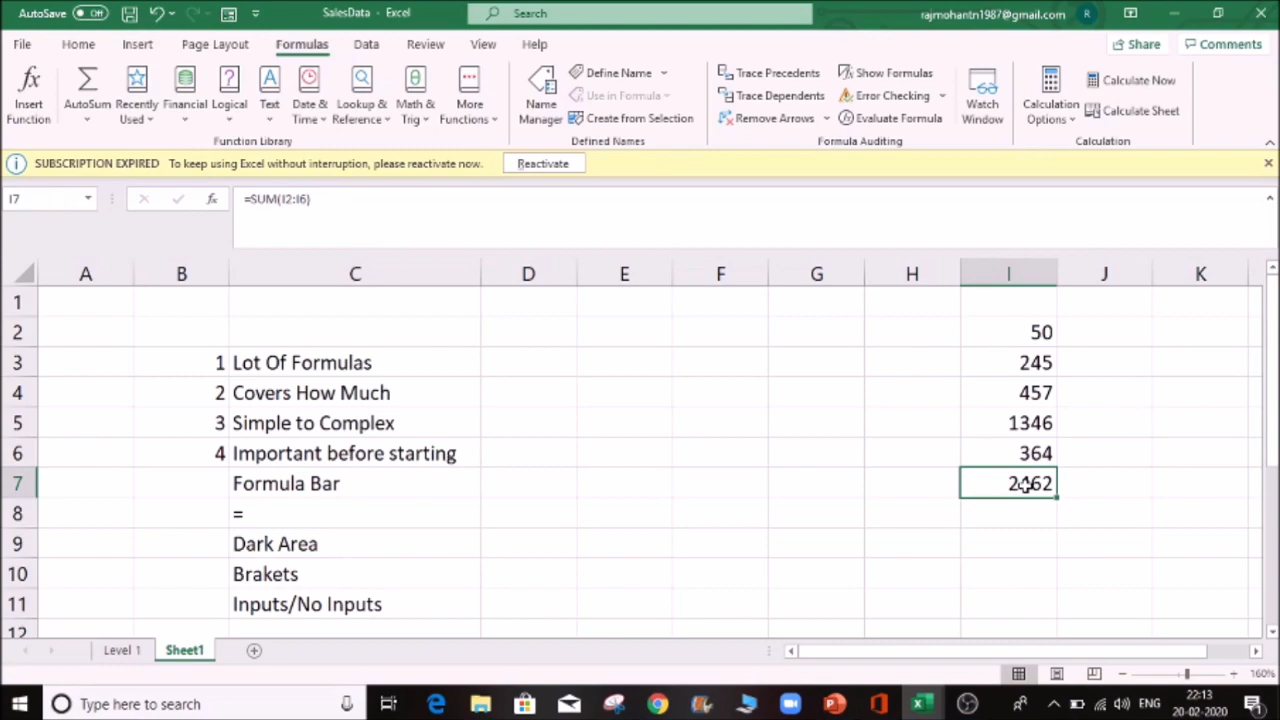 AutoSave Off SalesData - Excel Search rajmohantn1987@gmail.com R
File Home Insert Page Layout Formulas Data Review View Help Share Comments
Insert Function AutoSum Recently Used Financial Logical Text Date & Time Lookup & Reference Math & Trig More Functions
Function Library
Name Manager Define Name Use in Formula Create from Selection
Defined Names
Trace Precedents Trace Dependents Remove Arrows Show Formulas Error Checking Evaluate Formula Watch Window
Formula Auditing
Calculation Options Calculate Now Calculate Sheet
Calculation
SUBSCRIPTION EXPIRED To keep using Excel without interruption, please reactivate now. Reactivate
I7 fx =SUM(I2:I6)
A B C D E F G H I J K
1
2 50
3 1 Lot Of Formulas 245
4 2 Covers How Much 457
5 3 Simple to Complex 1346
6 4 Important before starting 364
7 Formula Bar
8 =
9 Dark Area
10 Brakets
11 Inputs/No Inputs
12
Level 1 Sheet1
160%
Type here to search ENG 22:13
20-02-2020